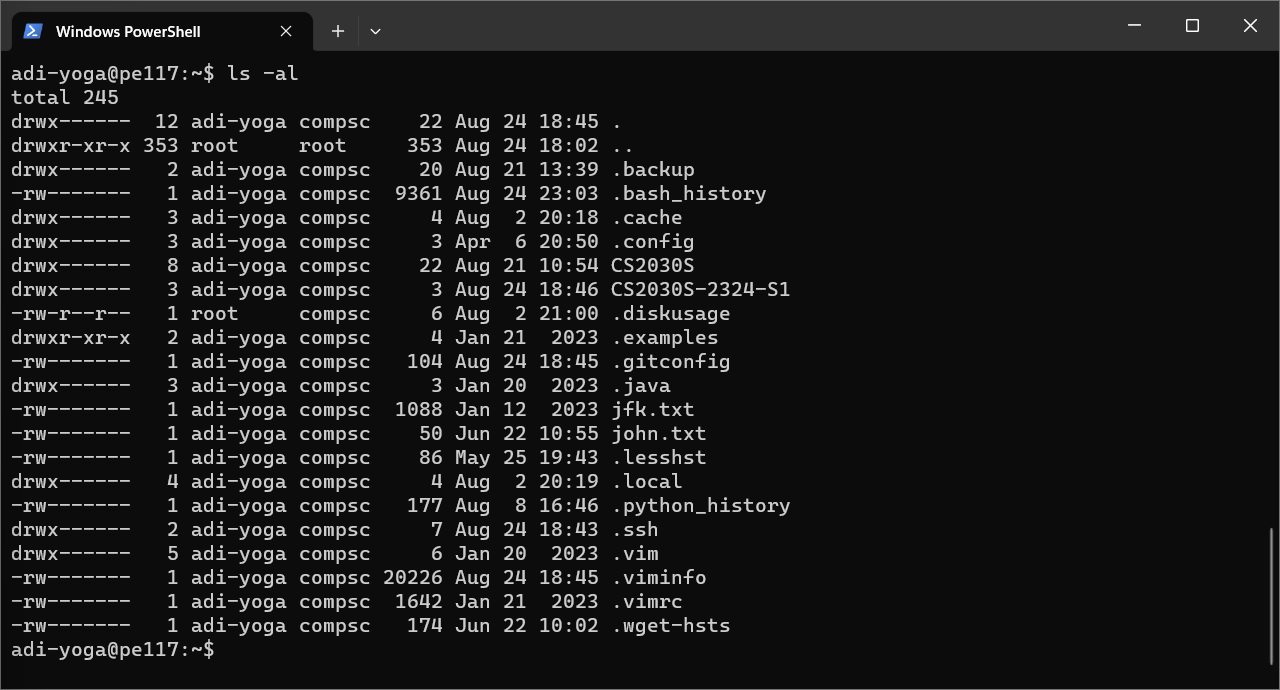 Windows PowerShell
adi-yoga@pe117:~$ ls -al
total 245
drwx------  12 adi-yoga compsc    22 Aug 24 18:45 .
drwxr-xr-x 353 root     root     353 Aug 24 18:02 ..
drwx------   2 adi-yoga compsc    20 Aug 21 13:39 .backup
-rw-------   1 adi-yoga compsc  9361 Aug 24 23:03 .bash_history
drwx------   3 adi-yoga compsc     4 Aug  2 20:18 .cache
drwx------   3 adi-yoga compsc     3 Apr  6 20:50 .config
drwx------   8 adi-yoga compsc    22 Aug 21 10:54 CS2030S
drwx------   3 adi-yoga compsc     3 Aug 24 18:46 CS2030S-2324-S1
-rw-r--r--   1 root     compsc     6 Aug  2 21:00 .diskusage
drwxr-xr-x   2 adi-yoga compsc     4 Jan 21  2023 .examples
-rw-------   1 adi-yoga compsc   104 Aug 24 18:45 .gitconfig
drwx------   3 adi-yoga compsc     3 Jan 20  2023 .java
-rw-------   1 adi-yoga compsc  1088 Jan 12  2023 jfk.txt
-rw-------   1 adi-yoga compsc    50 Jun 22 10:55 john.txt
-rw-------   1 adi-yoga compsc    86 May 25 19:43 .lesshst
drwx------   4 adi-yoga compsc     4 Aug  2 20:19 .local
-rw-------   1 adi-yoga compsc   177 Aug  8 16:46 .python_history
drwx------   2 adi-yoga compsc     7 Aug 24 18:43 .ssh
drwx------   5 adi-yoga compsc     6 Jan 20  2023 .vim
-rw-------   1 adi-yoga compsc 20226 Aug 24 18:45 .viminfo
-rw-------   1 adi-yoga compsc  1642 Jan 21  2023 .vimrc
-rw-------   1 adi-yoga compsc   174 Jun 22 10:02 .wget-hsts
adi-yoga@pe117:~$